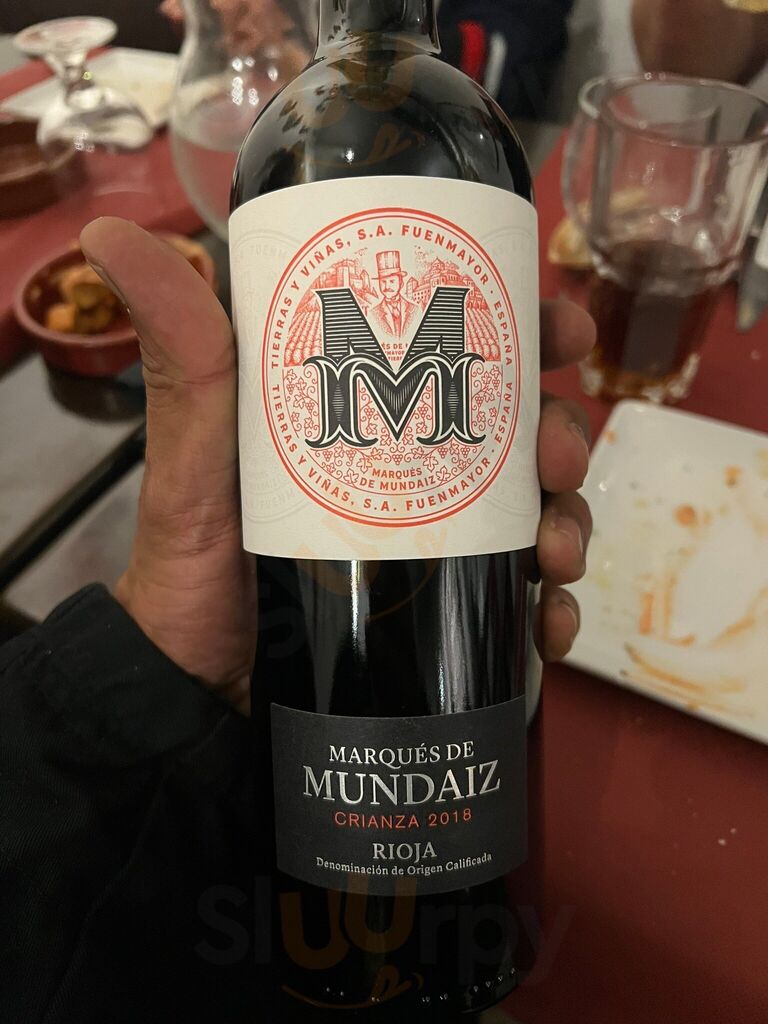 TIERRAS Y VIÑAS, S.A. FUENMAYOR · ESPAÑA
TIERRAS Y VIÑAS, S.A. FUENMAYOR · ESPAÑA
M
M
MARQUÉS
DE MUNDAIZ
MARQUÉS DE
MUNDAIZ
CRIANZA 2018
RIOJA
Denominación de Origen Calificada
Sluurpy